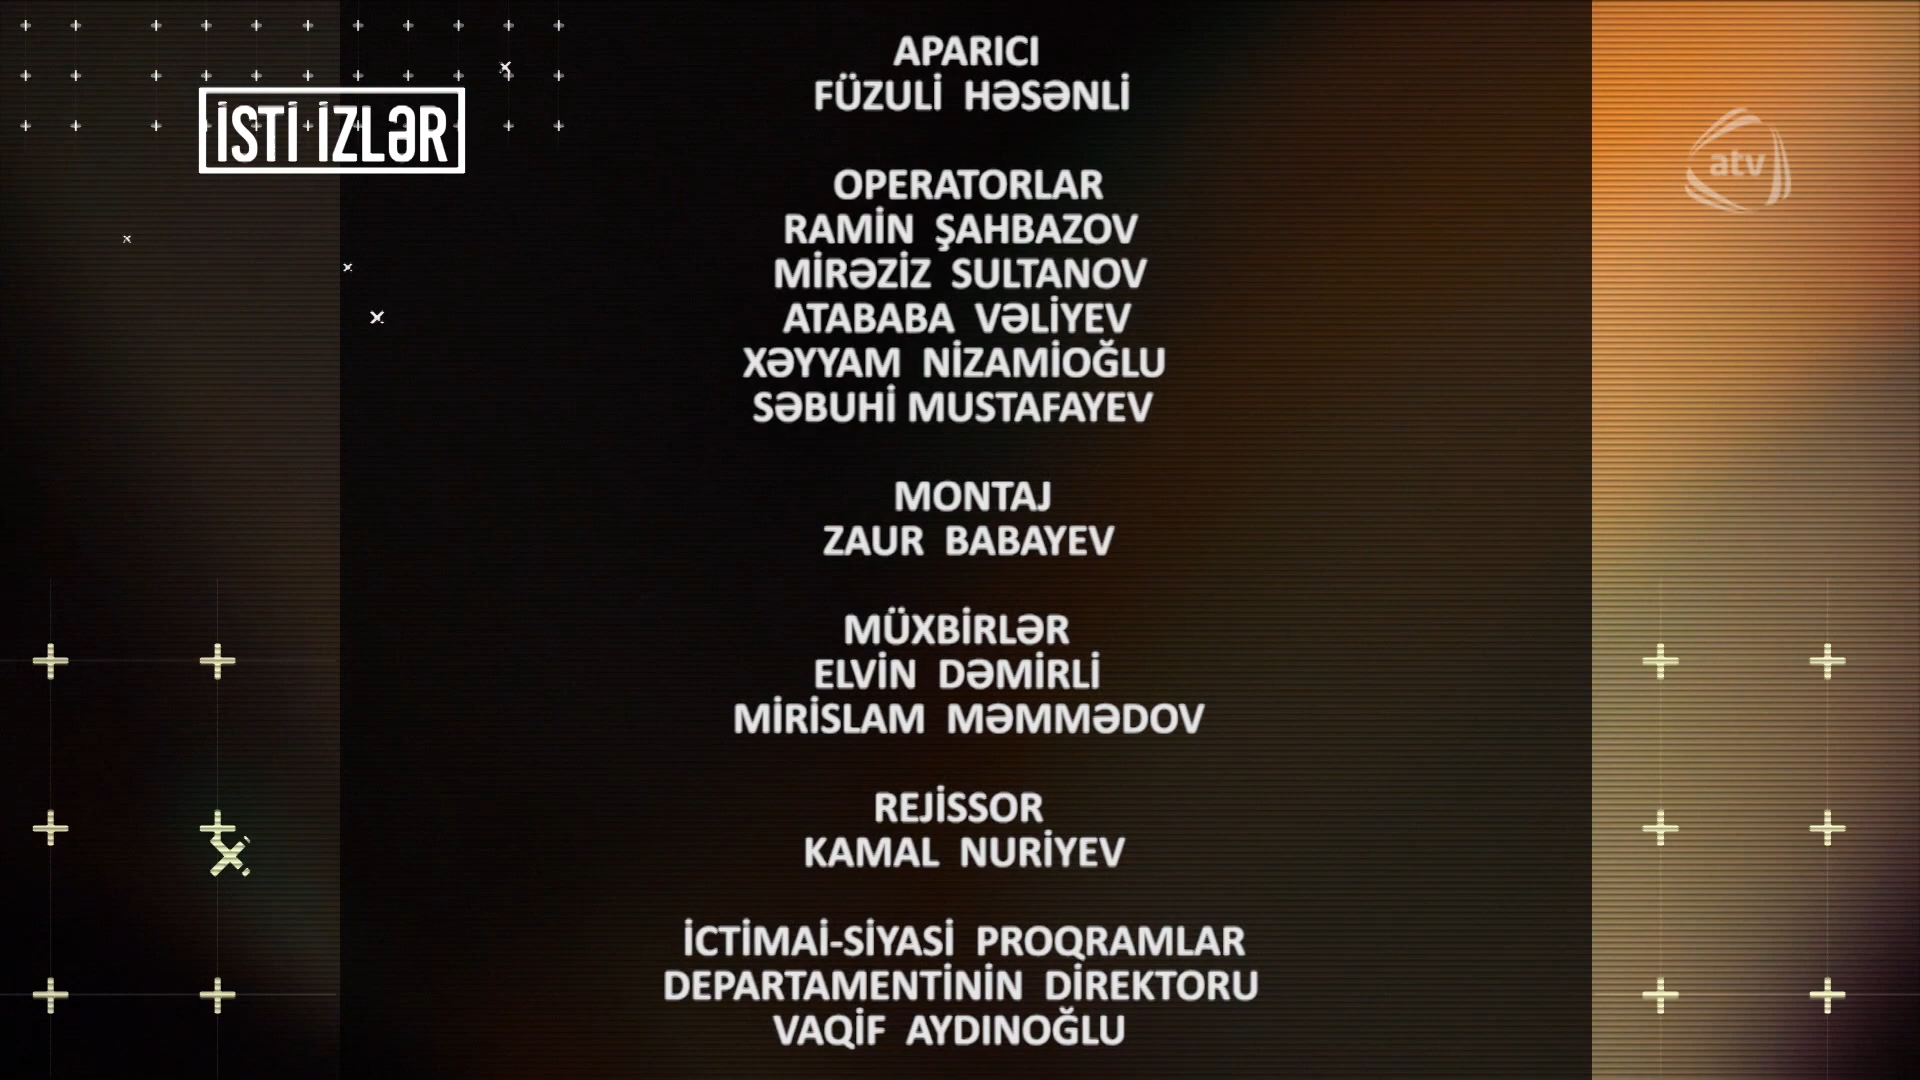 APARICI
FÜZULİ HƏSƏNLİ
İSTİ İZLƏR
atv
OPERATORLAR
RAMİN ŞAHBAZOV
MİRƏZİZ SULTANOV
ATABABA VƏLİYEV
XƏYYAM NİZAMİOĞLU
SƏBUHİ MUSTAFAYEV
MONTAJ
ZAUR BABAYEV
MÜXBİRLƏR
ELVİN DƏMİRLİ
MİRİSLAM MƏMMƏDOV
REJİSSOR
KAMAL NURİYEV
İCTİMAİ-SİYASİ PROQRAMLAR
DEPARTAMENTİNİN DİREKTORU
VAQİF AYDINOĞLU